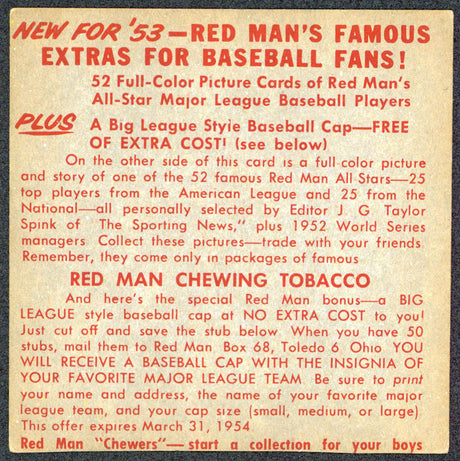 NEW FOR '53—RED MAN'S FAMOUS
EXTRAS FOR BASEBALL FANS!
52 Full-Color Picture Cards of Red Man's
All-Star Major League Baseball Players
PLUS A Big League Style Baseball Cap—FREE
OF EXTRA COST! (see below)
On the other side of this card is a full color picture
and story of one of the 52 famous Red Man All Stars—25
top players from the American League and 25 from the
National—all personally selected by Editor J. G Taylor
Spink of The Sporting News," plus 1952 World Series
managers. Collect these pictures—trade with your friends.
Remember, they come only in packages of famous
RED MAN CHEWING TOBACCO
And here's the special Red Man bonus—a BIG
LEAGUE style baseball cap at NO EXTRA COST to you!
Just cut off and save the stub below. When you have 50
stubs, mail them to Red Man Box 68, Toledo 6 Ohio YOU
WILL RECEIVE A BASEBALL CAP WITH THE INSIGNIA OF
YOUR FAVORITE MAJOR LEAGUE TEAM. Be sure to print
your name and address, the name of your favorite major
league team, and your cap size (small, medium, or large)
This offer expires March 31, 1954
Red Man "Chewers"—start a collection for your boys